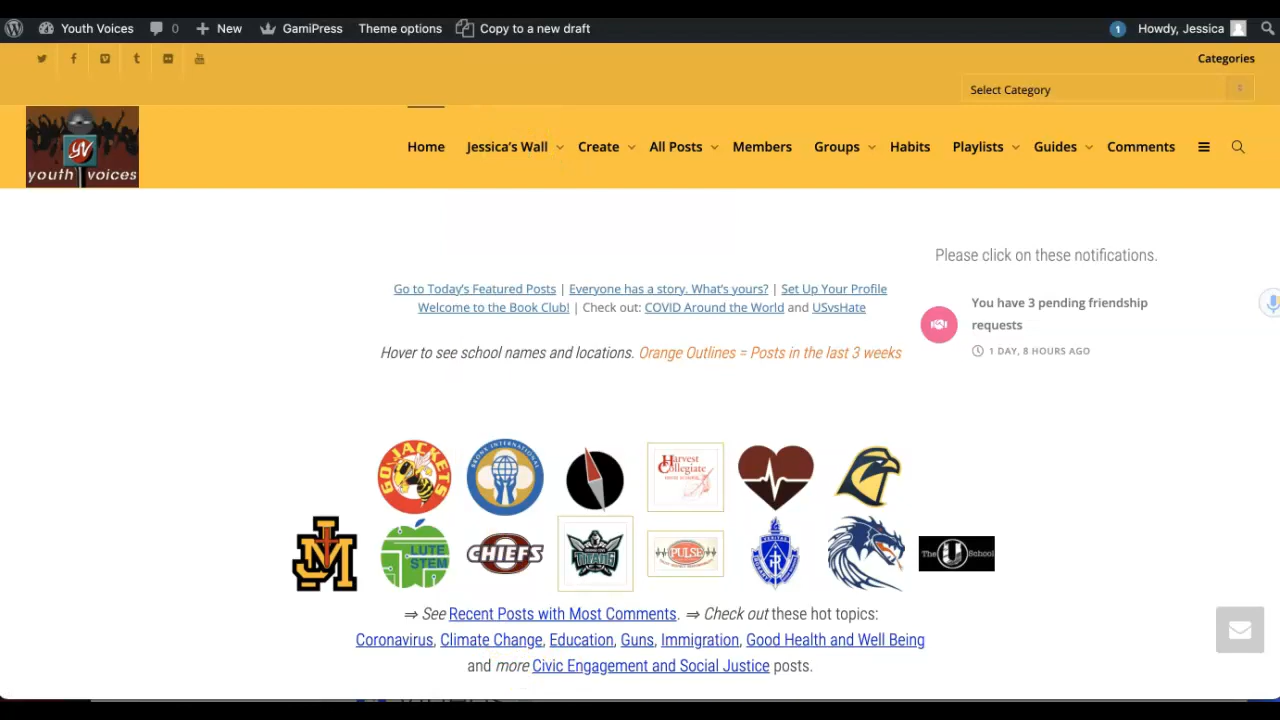 Youth Voices 0 New GamiPress Theme options Copy to a new draft 1 Howdy, Jessica
Categories
Select Category
youth voices
Home Jessica's Wall Create All Posts Members Groups Habits Playlists Guides Comments
Please click on these notifications.
Go to Today's Featured Posts | Everyone has a story. What's yours? | Set Up Your Profile
Welcome to the Book Club! | Check out: COVID Around the World and USvsHate
You have 3 pending friendship
requests
1 DAY, 8 HOURS AGO
Hover to see school names and locations. Orange Outlines = Posts in the last 3 weeks
GO JACKETS
BRONX INTERNATIONAL
Harvest
Collegiate
LUTE
STEM
CHIEFS
TITANS
PULSE
The U School
⇒ See Recent Posts with Most Comments. ⇒ Check out these hot topics:
Coronavirus, Climate Change, Education, Guns, Immigration, Good Health and Well Being
and more Civic Engagement and Social Justice posts.